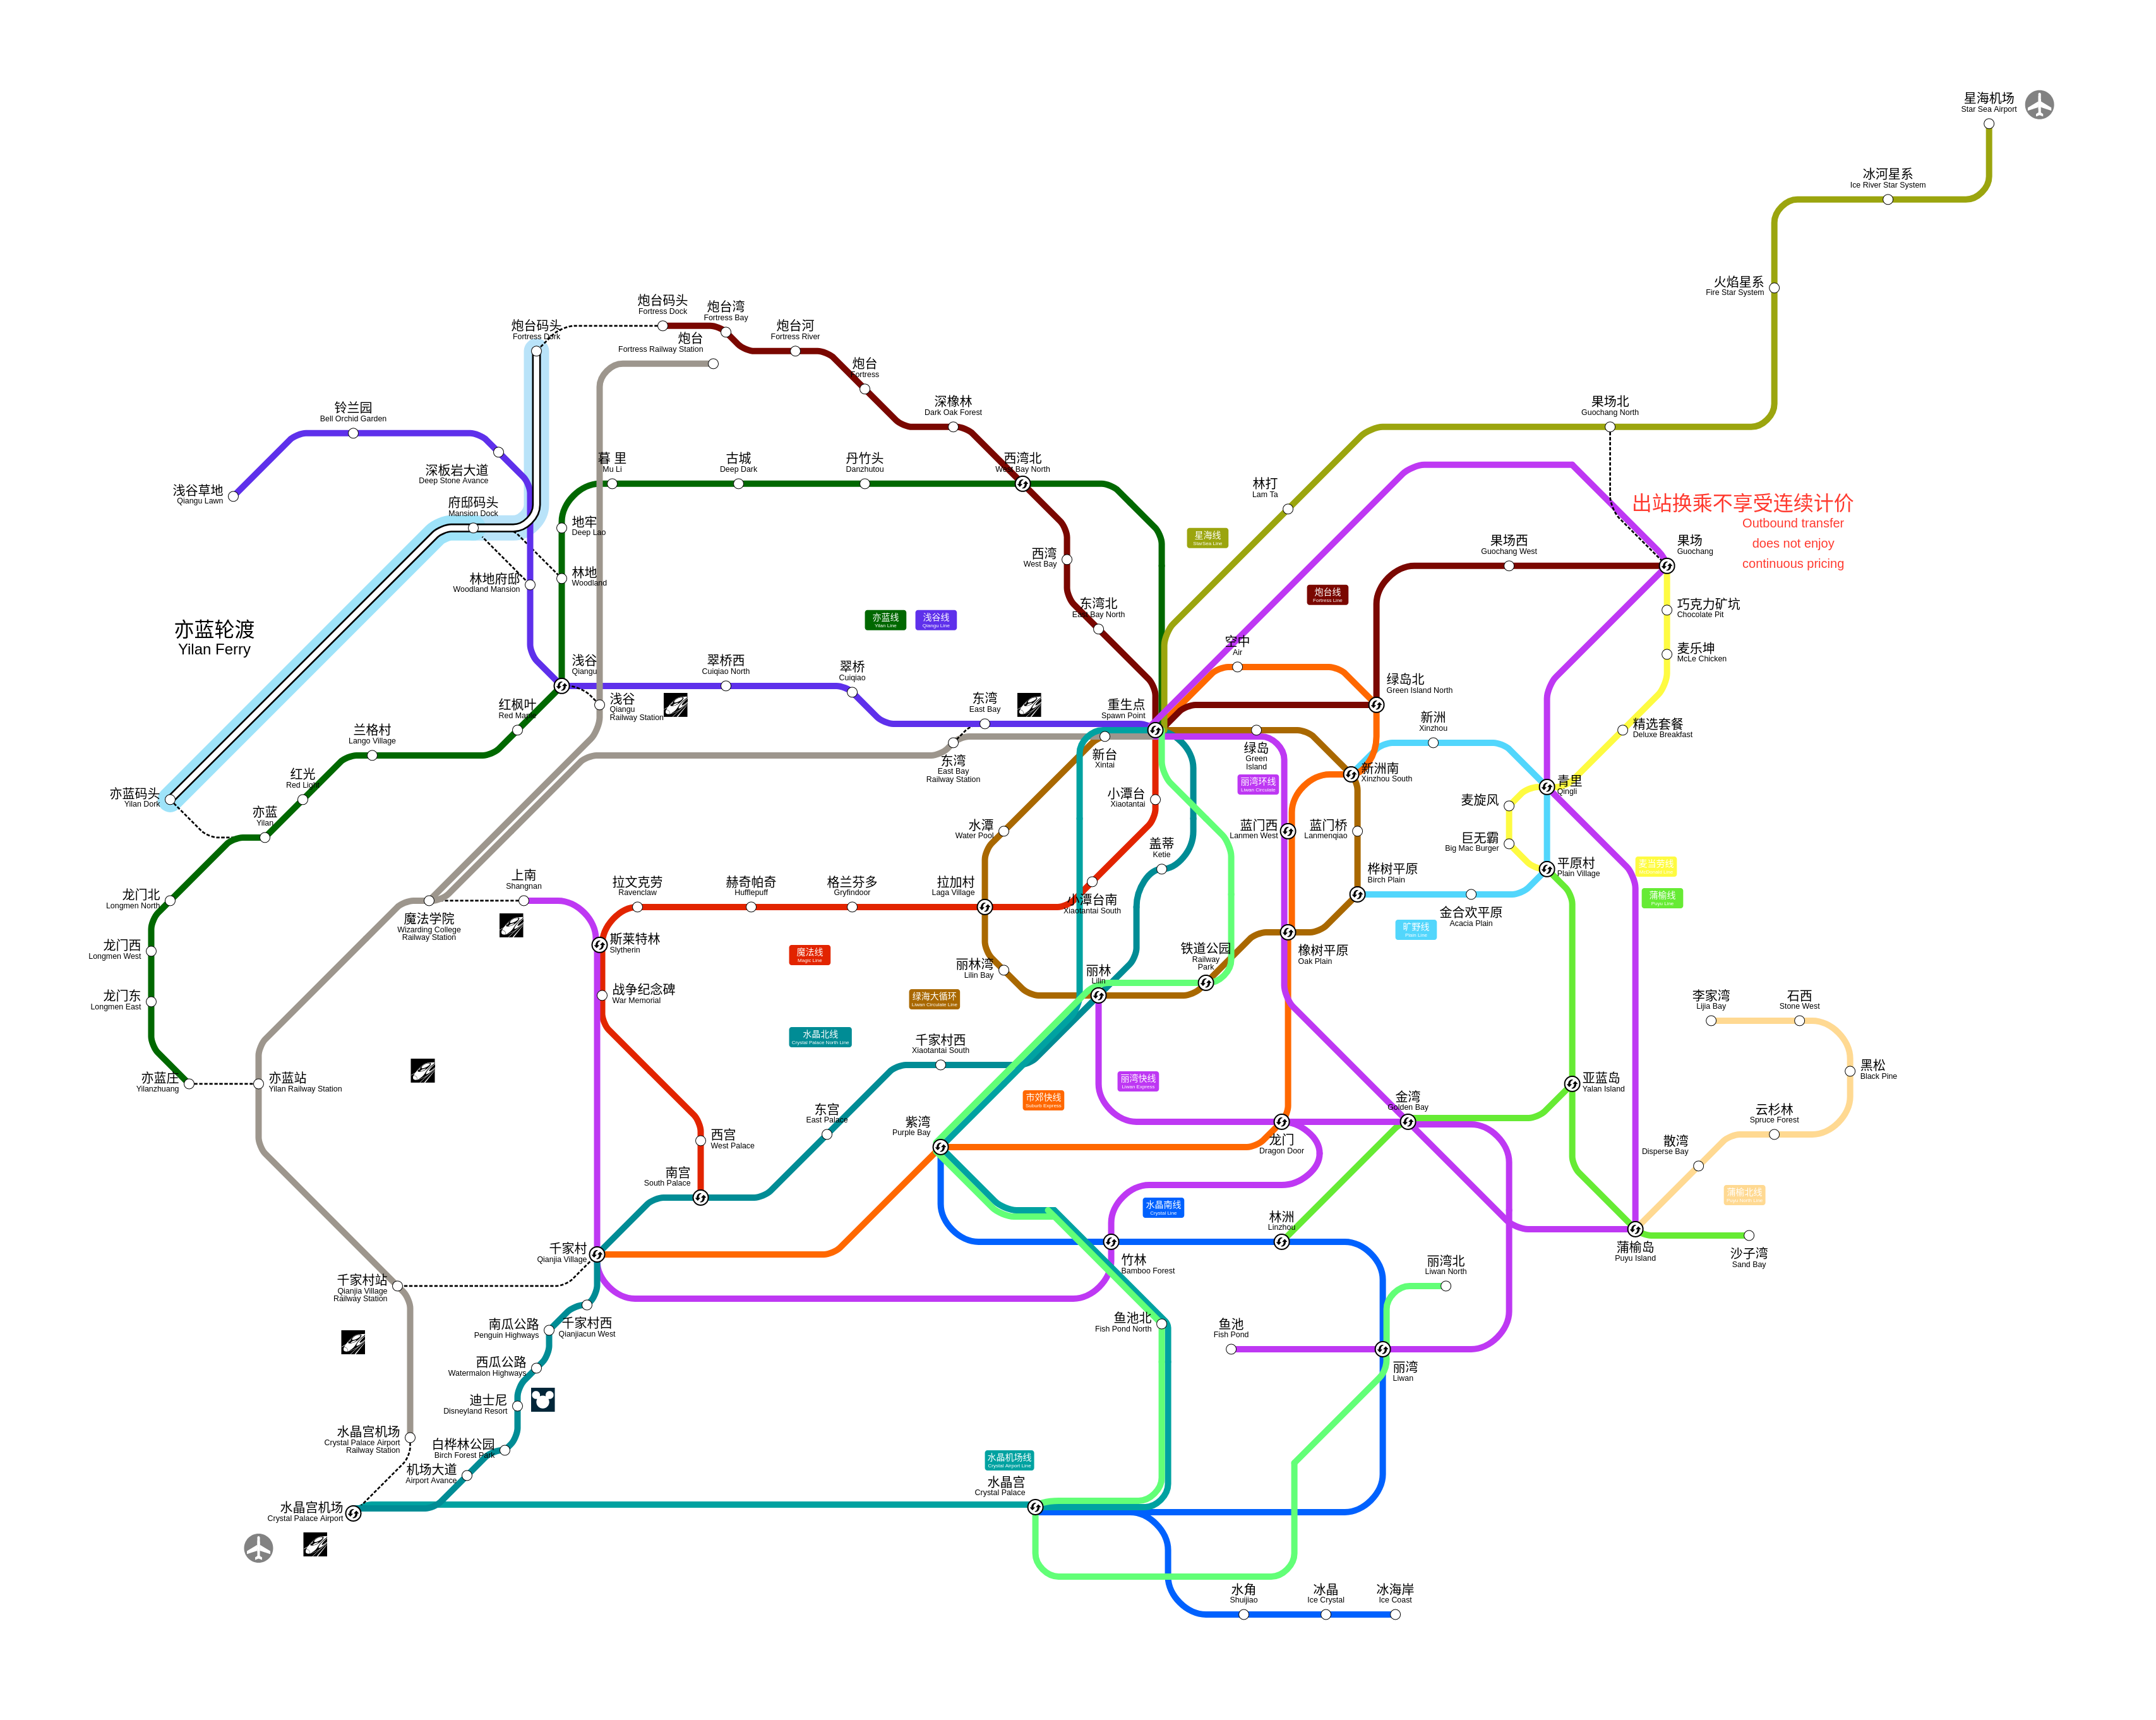 星海机场
Star Sea Airport
冰河星系
Ice River Star System
火焰星系
Fire Star System
炮台码头
Fortress Dock
炮台湾
Fortress Bay
炮台河
Fortress River
炮台码头
Fortress Dork
炮台
Fortress Railway Station
炮台
Fortress
铃兰园
Bell Orchid Garden
深橡林
Dark Oak Forest
果场北
Guochang North
深板岩大道
Deep Stone Avance
暮 里
Mu Li
古城
Deep Dark
丹竹头
Danzhutou
西湾北
West Bay North
浅谷草地
Qiangu Lawn
林打
Lam Ta
府邸码头
Mansion Dock
出站换乘不享受连续计价
Outbound transfer
does not enjoy
continuous pricing
地牢
Deep Lao
星海线
StarSea Line
西湾
West Bay
果场西
Guochang West
果场
Guochang
林地府邸
Woodland Mansion
林地
Woodland
炮台线
Fortress Line
东湾北
East Bay North
巧克力矿坑
Chocolate Pit
亦蓝轮渡
Yilan Ferry
亦蓝线
Yilan Line
浅谷线
Qiangu Line
空中
Air
麦乐坤
McLe Chicken
浅谷
Qiangu
翠桥西
Cuiqiao North
翠桥
Cuiqiao
绿岛北
Green Island North
浅谷
Qiangu
Railway Station
红枫叶
Red Maple
东湾
East Bay
重生点
Spawn Point
新洲
Xinzhou
精选套餐
Deluxe Breakfast
兰格村
Lango Village
东湾
East Bay
Railway Station
新台
Xintai
绿岛
Green
Island
新洲南
Xinzhou South
红光
Red Light
丽湾环线
Liwan Circulate
青里
Qingli
亦蓝码头
Yilan Dork
小潭台
Xiaotantai
麦旋风
亦蓝
Yilan
水潭
Water Pool
蓝门西
Lanmen West
蓝门桥
Lanmenqiao
巨无霸
Big Mac Burger
盖蒂
Ketie
桦树平原
Birch Plain
平原村
Plain Village
龙门北
Longmen North
上南
Shangnan
拉文克劳
Ravenclaw
赫奇帕奇
Hufflepuff
格兰芬多
Gryfindoor
拉加村
Laga Village
小潭台南
Xiaotantai South
蒲榆线
Puyu Line
魔法学院
Wizarding College
Railway Station
金合欢平原
Acacia Plain
旷野线
Plain Line
龙门西
Longmen West
斯莱特林
Slytherin
魔法线
Magic Line
铁道公园
Railway
Park
橡树平原
Oak Plain
丽林湾
Lilin Bay
丽林
Lilin
龙门东
Longmen East
战争纪念碑
War Memorial
绿海大循环
Liwan Circulate Line
李家湾
Lijia Bay
石西
Stone West
水晶北线
Crystal Palace North Line
千家村西
Xiaotantai South
黑松
Black Pine
亦蓝庄
Yilanzhuang
亦蓝站
Yilan Railway Station
丽湾快线
Liwan Express
亚蓝岛
Yalan Island
市郊快线
Suburb Express
金湾
Golden Bay
东宫
East Palace
紫湾
Purple Bay
云杉林
Spruce Forest
西宫
West Palace
龙门
Dragon Door
散湾
Disperse Bay
南宫
South Palace
蒲榆北线
水晶南线
Crystal Line
林洲
Linzhou
千家村
Qianjia Village
竹林
Bamboo Forest
丽湾北
Liwan North
蒲榆岛
Puyu Island
沙子湾
Sand Bay
千家村站
Qianjia Village
Railway Station
南瓜公路
Penguin Highways
千家村西
Qianjiacun West
鱼池北
Fish Pond North
鱼池
Fish Pond
西瓜公路
Watermalon Highways
丽湾
Liwan
迪士尼
Disneyland Resort
水晶宫机场
Crystal Palace Airport
Railway Station
白桦林公园
Birch Forest Park
机场大道
Airport Avance
水晶机场线
Crystal Airport Line
水晶宫
Crystal Palace
水晶宫机场
Crystal Palace Airport
水角
Shuijiao
冰晶
Ice Crystal
冰海岸
Ice Coast